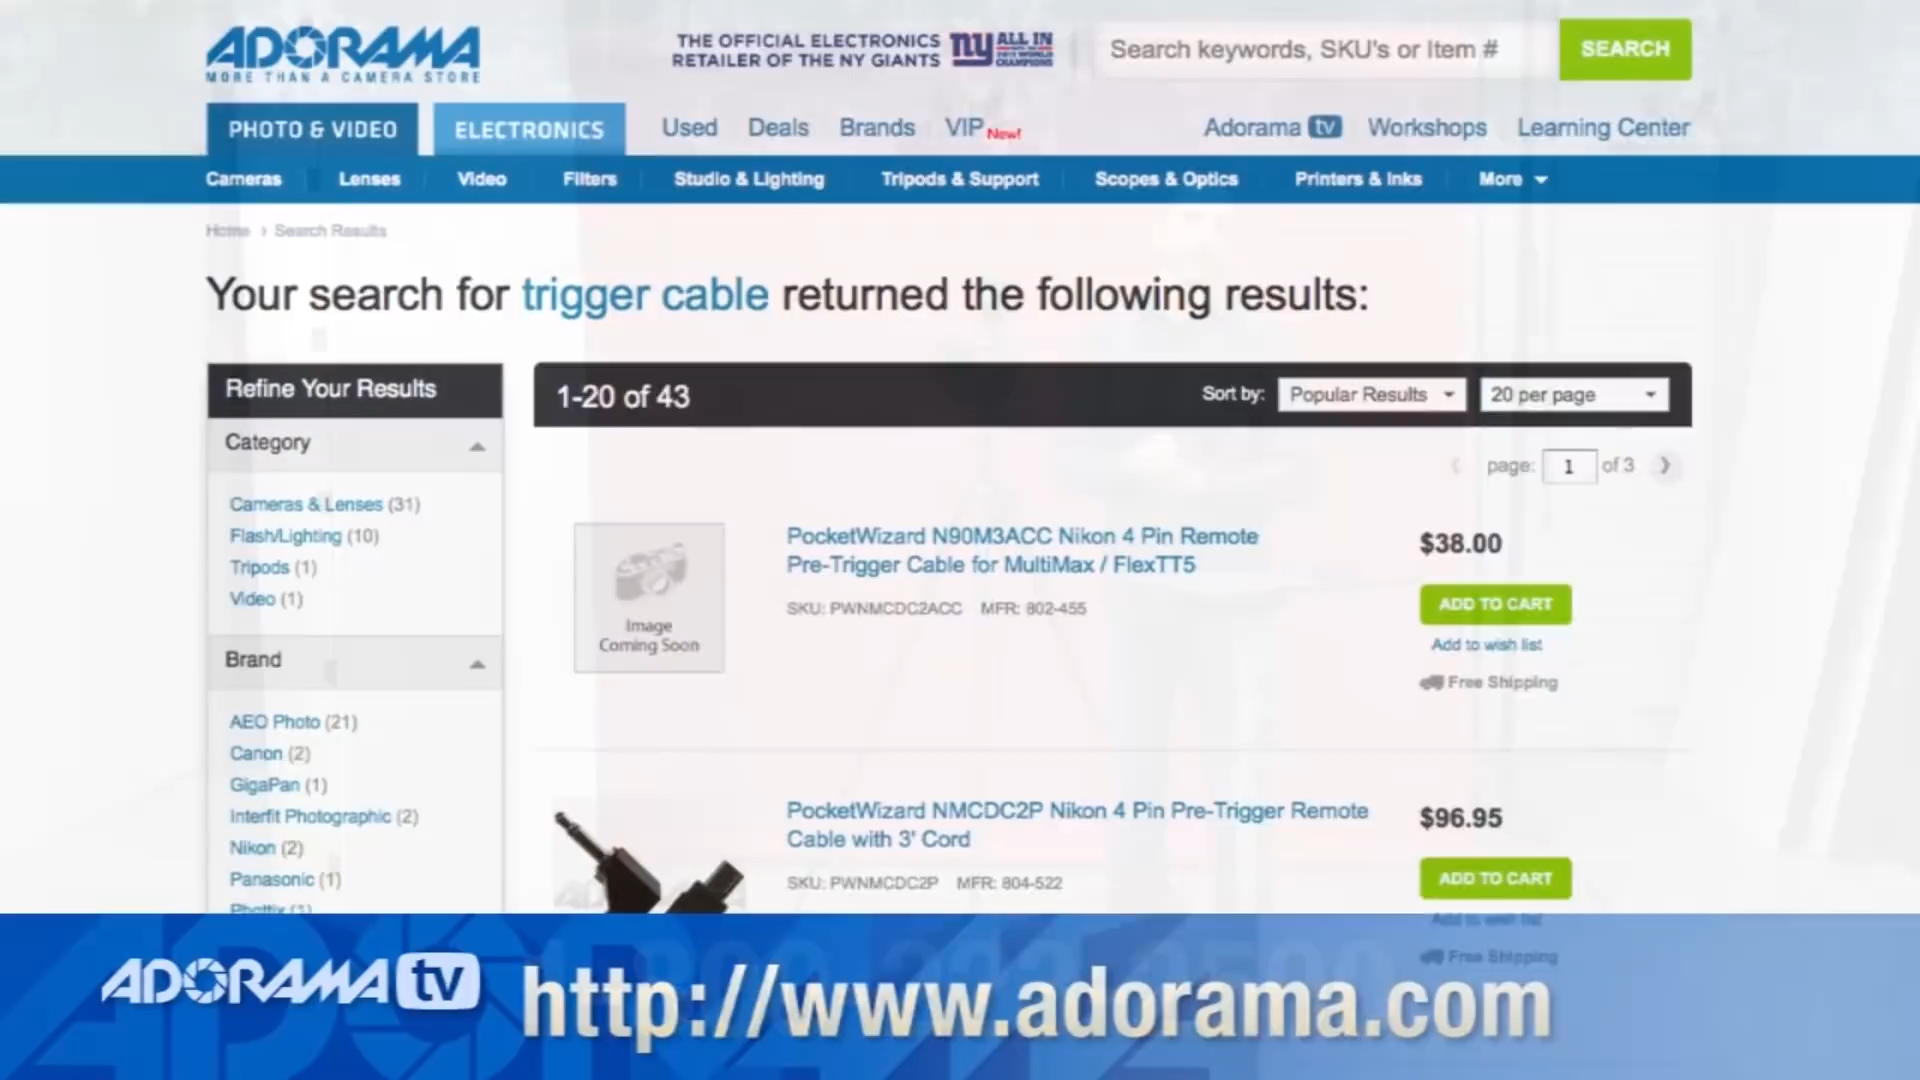 ADORAMA
MORE THAN A CAMERA STORE
THE OFFICIAL ELECTRONICS
RETAILER OF THE NY GIANTS
ny ALL IN
Search keywords, SKU's or Item #
SEARCH
PHOTO & VIDEO
ELECTRONICS
Used
Deals
Brands
VIP New!
Adorama tv
Workshops
Learning Center
Cameras
Lenses
Video
Filters
Studio & Lighting
Tripods & Support
Scopes & Optics
Printers & Inks
More
Home › Search Results
Your search for trigger cable returned the following results:
Refine Your Results
Category
Cameras & Lenses (31)
Flash/Lighting (10)
Tripods (1)
Video (1)
Brand
AEO Photo (21)
Canon (2)
GigaPan (1)
Interfit Photographic (2)
Nikon (2)
Panasonic (1)
Phottix (1)
1-20 of 43
Sort by:
Popular Results
20 per page
page: 1 of 3
Image
Coming Soon
PocketWizard N90M3ACC Nikon 4 Pin Remote
Pre-Trigger Cable for MultiMax / FlexTT5
SKU: PWNMCDC2ACC MFR: 802-455
$38.00
ADD TO CART
Add to wish list
Free Shipping
PocketWizard NMCDC2P Nikon 4 Pin Pre-Trigger Remote
Cable with 3' Cord
SKU: PWNMCDC2P MFR: 804-522
$96.95
ADD TO CART
Add to wish list
Free Shipping
ADORAMA tv
http://www.adorama.com